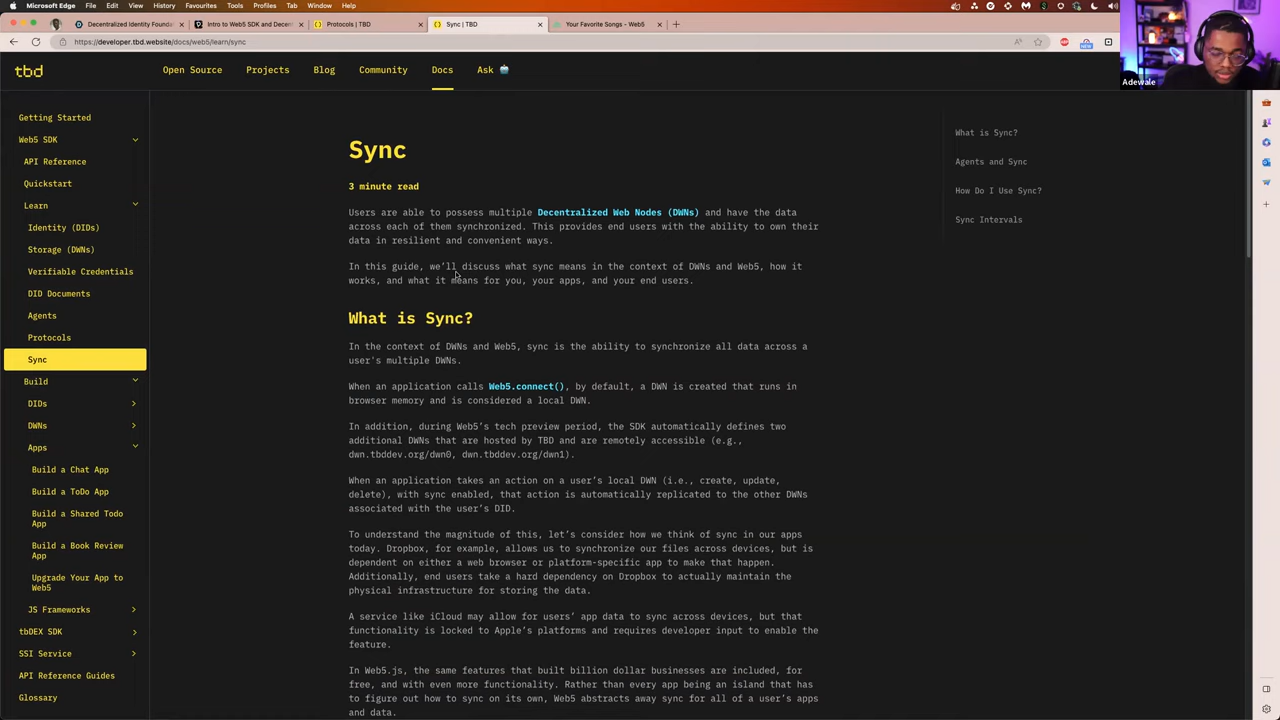 Microsoft Edge File Edit View History Favourites Tools Profiles Tab Window Help
Decentralized Identity Found
Intro to Web5 SDK and Decen
Protocols | TBD
Sync | TBD
Your Favorite Songs - Web5
https://developer.tbd.website/docs/web5/learn/sync
Adewale
tbd
Open Source Projects Blog Community Docs Ask
Getting Started
Web5 SDK
API Reference
Quickstart
Learn
Identity (DIDs)
Storage (DWNs)
Verifiable Credentials
DID Documents
Agents
Protocols
Sync
Build
DIDs
DWNs
Apps
Build a Chat App
Build a ToDo App
Build a Shared Todo
App
Build a Book Review
App
Upgrade Your App to
Web5
JS Frameworks
tbDEX SDK
SSI Service
API Reference Guides
Glossary
Sync
3 minute read
Users are able to possess multiple Decentralized Web Nodes (DWNs) and have the data
across each of them synchronized. This provides end users with the ability to own their
data in resilient and convenient ways.
In this guide, we’ll discuss what sync means in the context of DWNs and Web5, how it
works, and what it means for you, your apps, and your end users.
What is Sync?
In the context of DWNs and Web5, sync is the ability to synchronize all data across a
user's multiple DWNs.
When an application calls Web5.connect(), by default, a DWN is created that runs in
browser memory and is considered a local DWN.
In addition, during Web5’s tech preview period, the SDK automatically defines two
additional DWNs that are hosted by TBD and are remotely accessible (e.g.,
dwn.tbddev.org/dwn0, dwn.tbddev.org/dwn1).
When an application takes an action on a user’s local DWN (i.e., create, update,
delete), with sync enabled, that action is automatically replicated to the other DWNs
associated with the user’s DID.
To understand the magnitude of this, let’s consider how we think of sync in our apps
today. Dropbox, for example, allows us to synchronize our files across devices, but is
dependent on either a web browser or platform-specific app to make that happen.
Additionally, end users take a hard dependency on Dropbox to actually maintain the
physical infrastructure for storing the data.
A service like iCloud may allow for users’ app data to sync across devices, but that
functionality is locked to Apple’s platforms and requires developer input to enable the
feature.
In Web5.js, the same features that built billion dollar businesses are included, for
free, and with even more functionality. Rather than every app being an island that has
to figure out how to sync on its own, Web5 abstracts away sync for all of a user’s apps
and data.
What is Sync?
Agents and Sync
How Do I Use Sync?
Sync Intervals